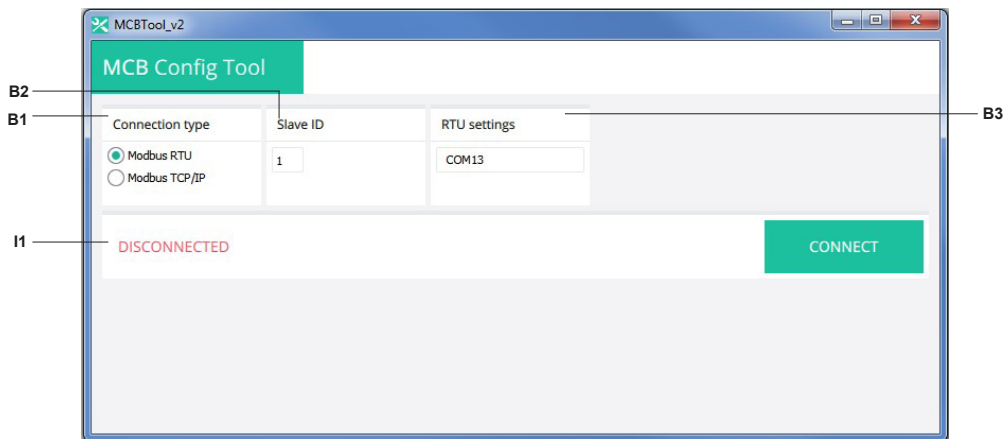 MCBTool_v2
MCB Config Tool
B2
B1
B3
Connection type
Slave ID
RTU settings
Modbus RTU
1
COM13
Modbus TCP/IP
I1
DISCONNECTED
CONNECT